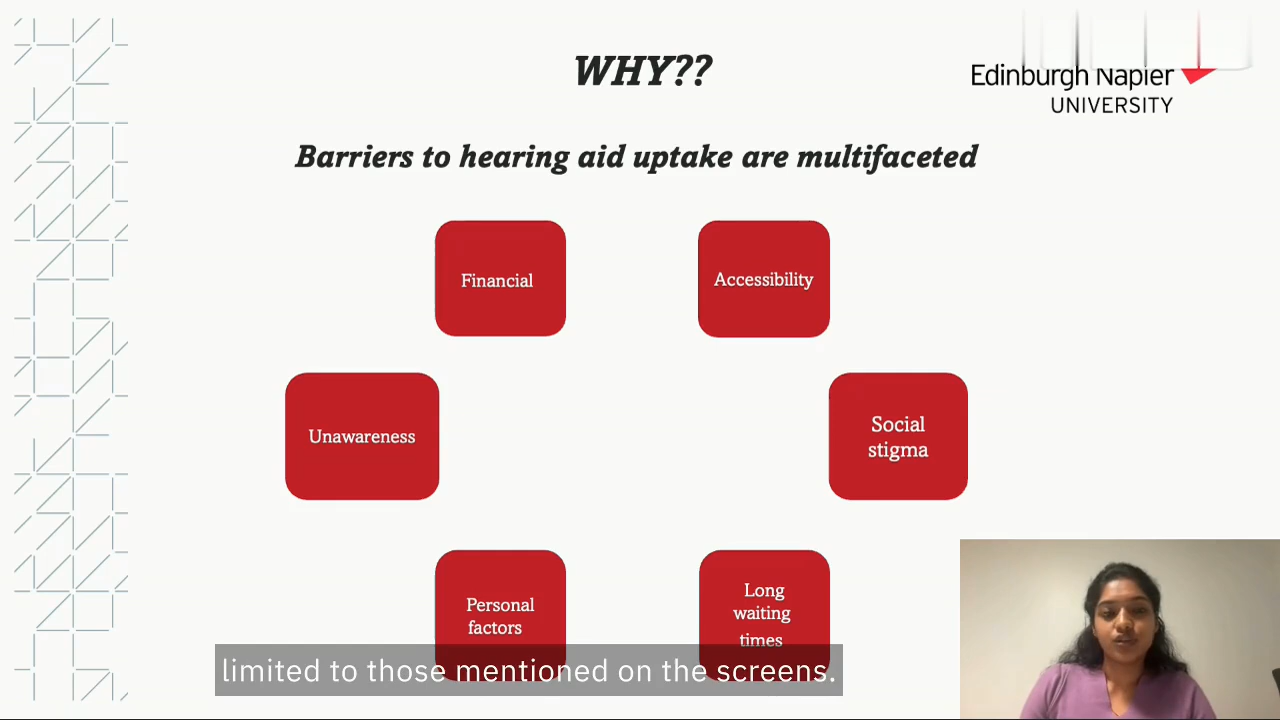 WHY??
Edinburgh Napier
UNIVERSITY
Barriers to hearing aid uptake are multifaceted
Financial
Accessibility
Unawareness
Social
stigma
Personal
factors
Long
waiting
times
limited to those mentioned on the screens.